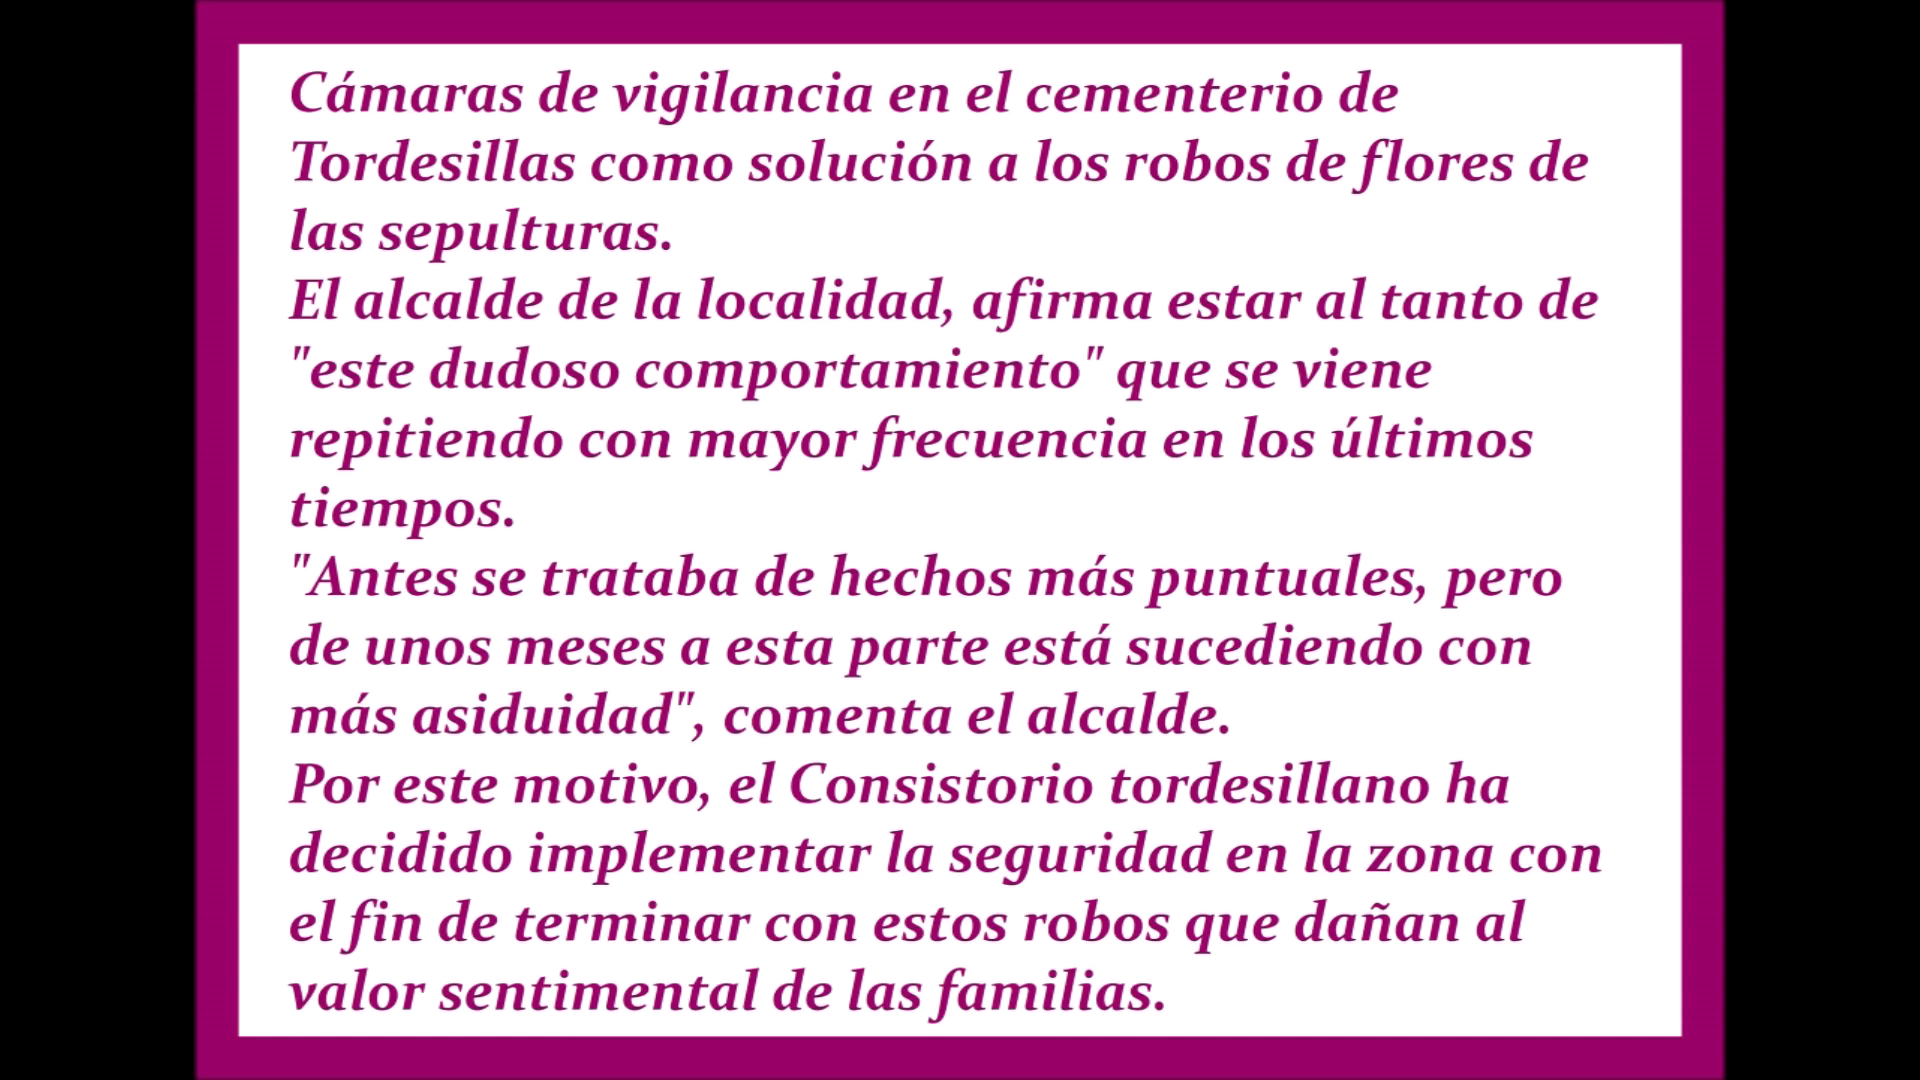 Cámaras de vigilancia en el cementerio de
Tordesillas como solución a los robos de flores de
las sepulturas.
El alcalde de la localidad, afirma estar al tanto de
"este dudoso comportamiento" que se viene
repitiendo con mayor frecuencia en los últimos
tiempos.
"Antes se trataba de hechos más puntuales, pero
de unos meses a esta parte está sucediendo con
más asiduidad", comenta el alcalde.
Por este motivo, el Consistorio tordesillano ha
decidido implementar la seguridad en la zona con
el fin de terminar con estos robos que dañan al
valor sentimental de las familias.